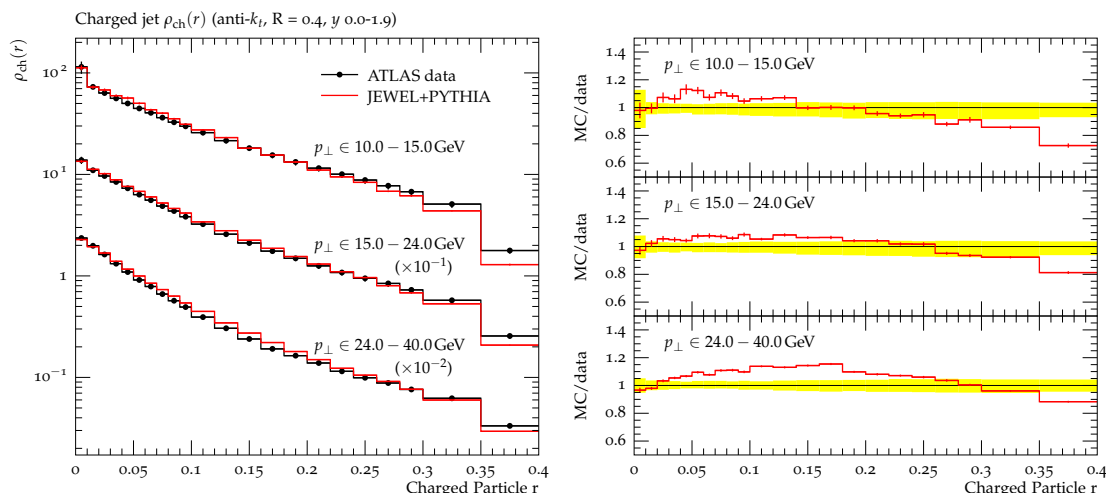 Charged jet ρch(r) (anti-kt, R = 0.4, y 0.0-1.9)
ρch(r)
10^2
10^1
1
10^−1
ATLAS data
JEWEL+PYTHIA
p⊥ ∈ 10.0 − 15.0 GeV
p⊥ ∈ 15.0 − 24.0 GeV
(×10^−1)
p⊥ ∈ 24.0 − 40.0 GeV
(×10^−2)
0 0.05 0.1 0.15 0.2 0.25 0.3 0.35 0.4
Charged Particle r
p⊥ ∈ 10.0 − 15.0 GeV
MC/data
1.4
1.2
1
0.8
0.6
p⊥ ∈ 15.0 − 24.0 GeV
MC/data
1.4
1.2
1
0.8
0.6
p⊥ ∈ 24.0 − 40.0 GeV
MC/data
1.4
1.2
1
0.8
0.6
0 0.05 0.1 0.15 0.2 0.25 0.3 0.35 0.4
Charged Particle r